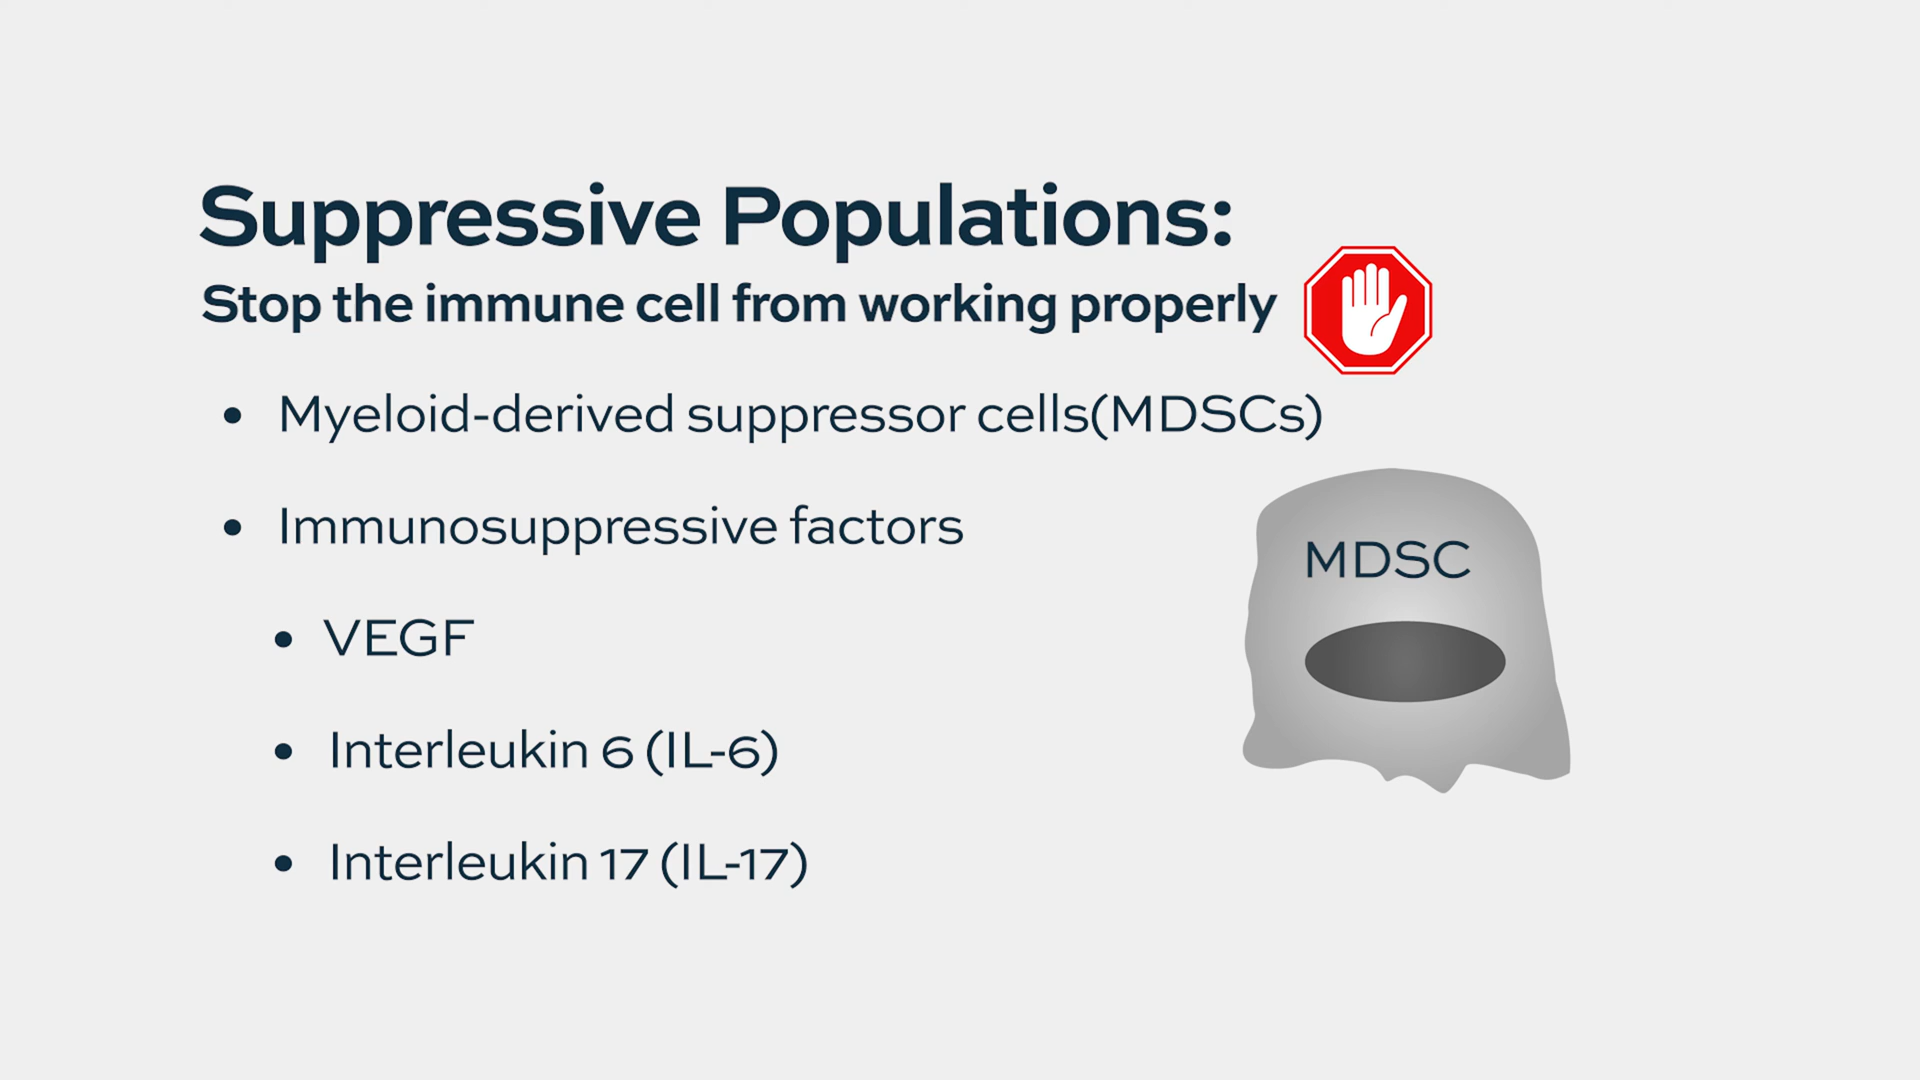 Suppressive Populations:
Stop the immune cell from working properly
• Myeloid-derived suppressor cells(MDSCs)
• Immunosuppressive factors
• VEGF
• Interleukin 6 (IL-6)
• Interleukin 17 (IL-17)
MDSC